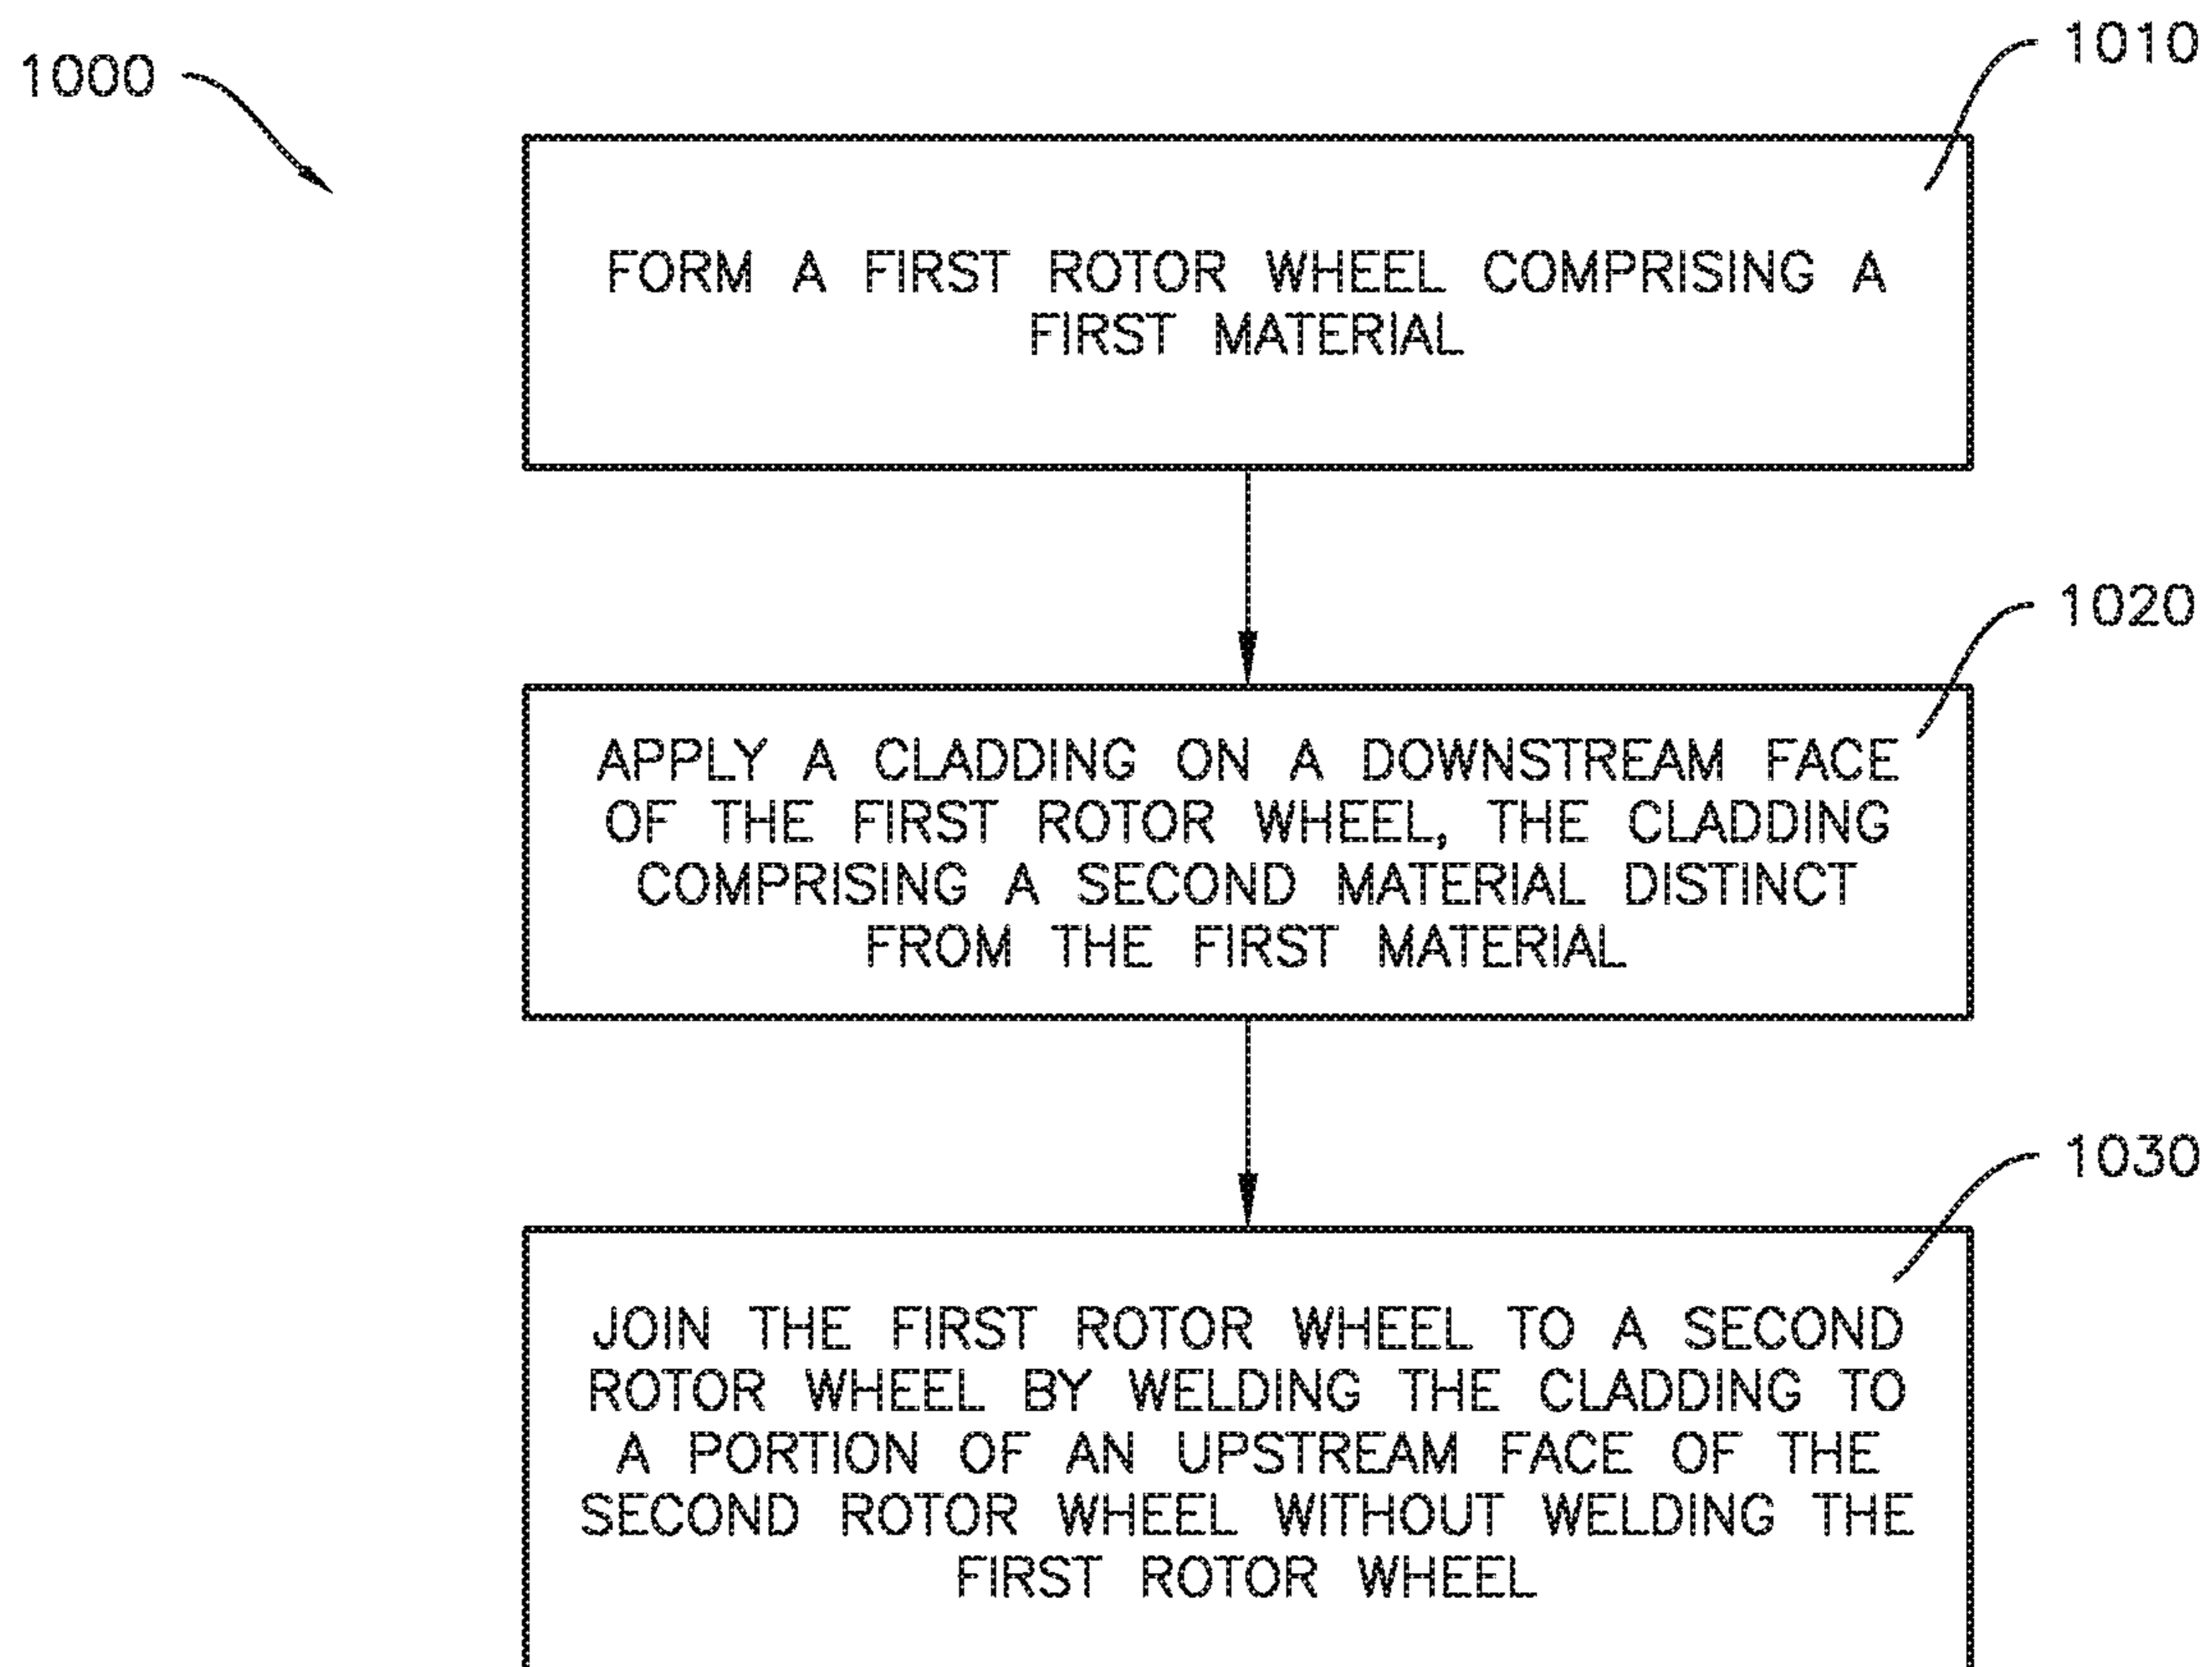 1000
1010
FORM A FIRST ROTOR WHEEL COMPRISING A
FIRST MATERIAL
1020
APPLY A CLADDING ON A DOWNSTREAM FACE
OF THE FIRST ROTOR WHEEL, THE CLADDING
COMPRISING A SECOND MATERIAL DISTINCT
FROM THE FIRST MATERIAL
1030
JOIN THE FIRST ROTOR WHEEL TO A SECOND
ROTOR WHEEL BY WELDING THE CLADDING TO
A PORTION OF AN UPSTREAM FACE OF THE
SECOND ROTOR WHEEL WITHOUT WELDING THE
FIRST ROTOR WHEEL